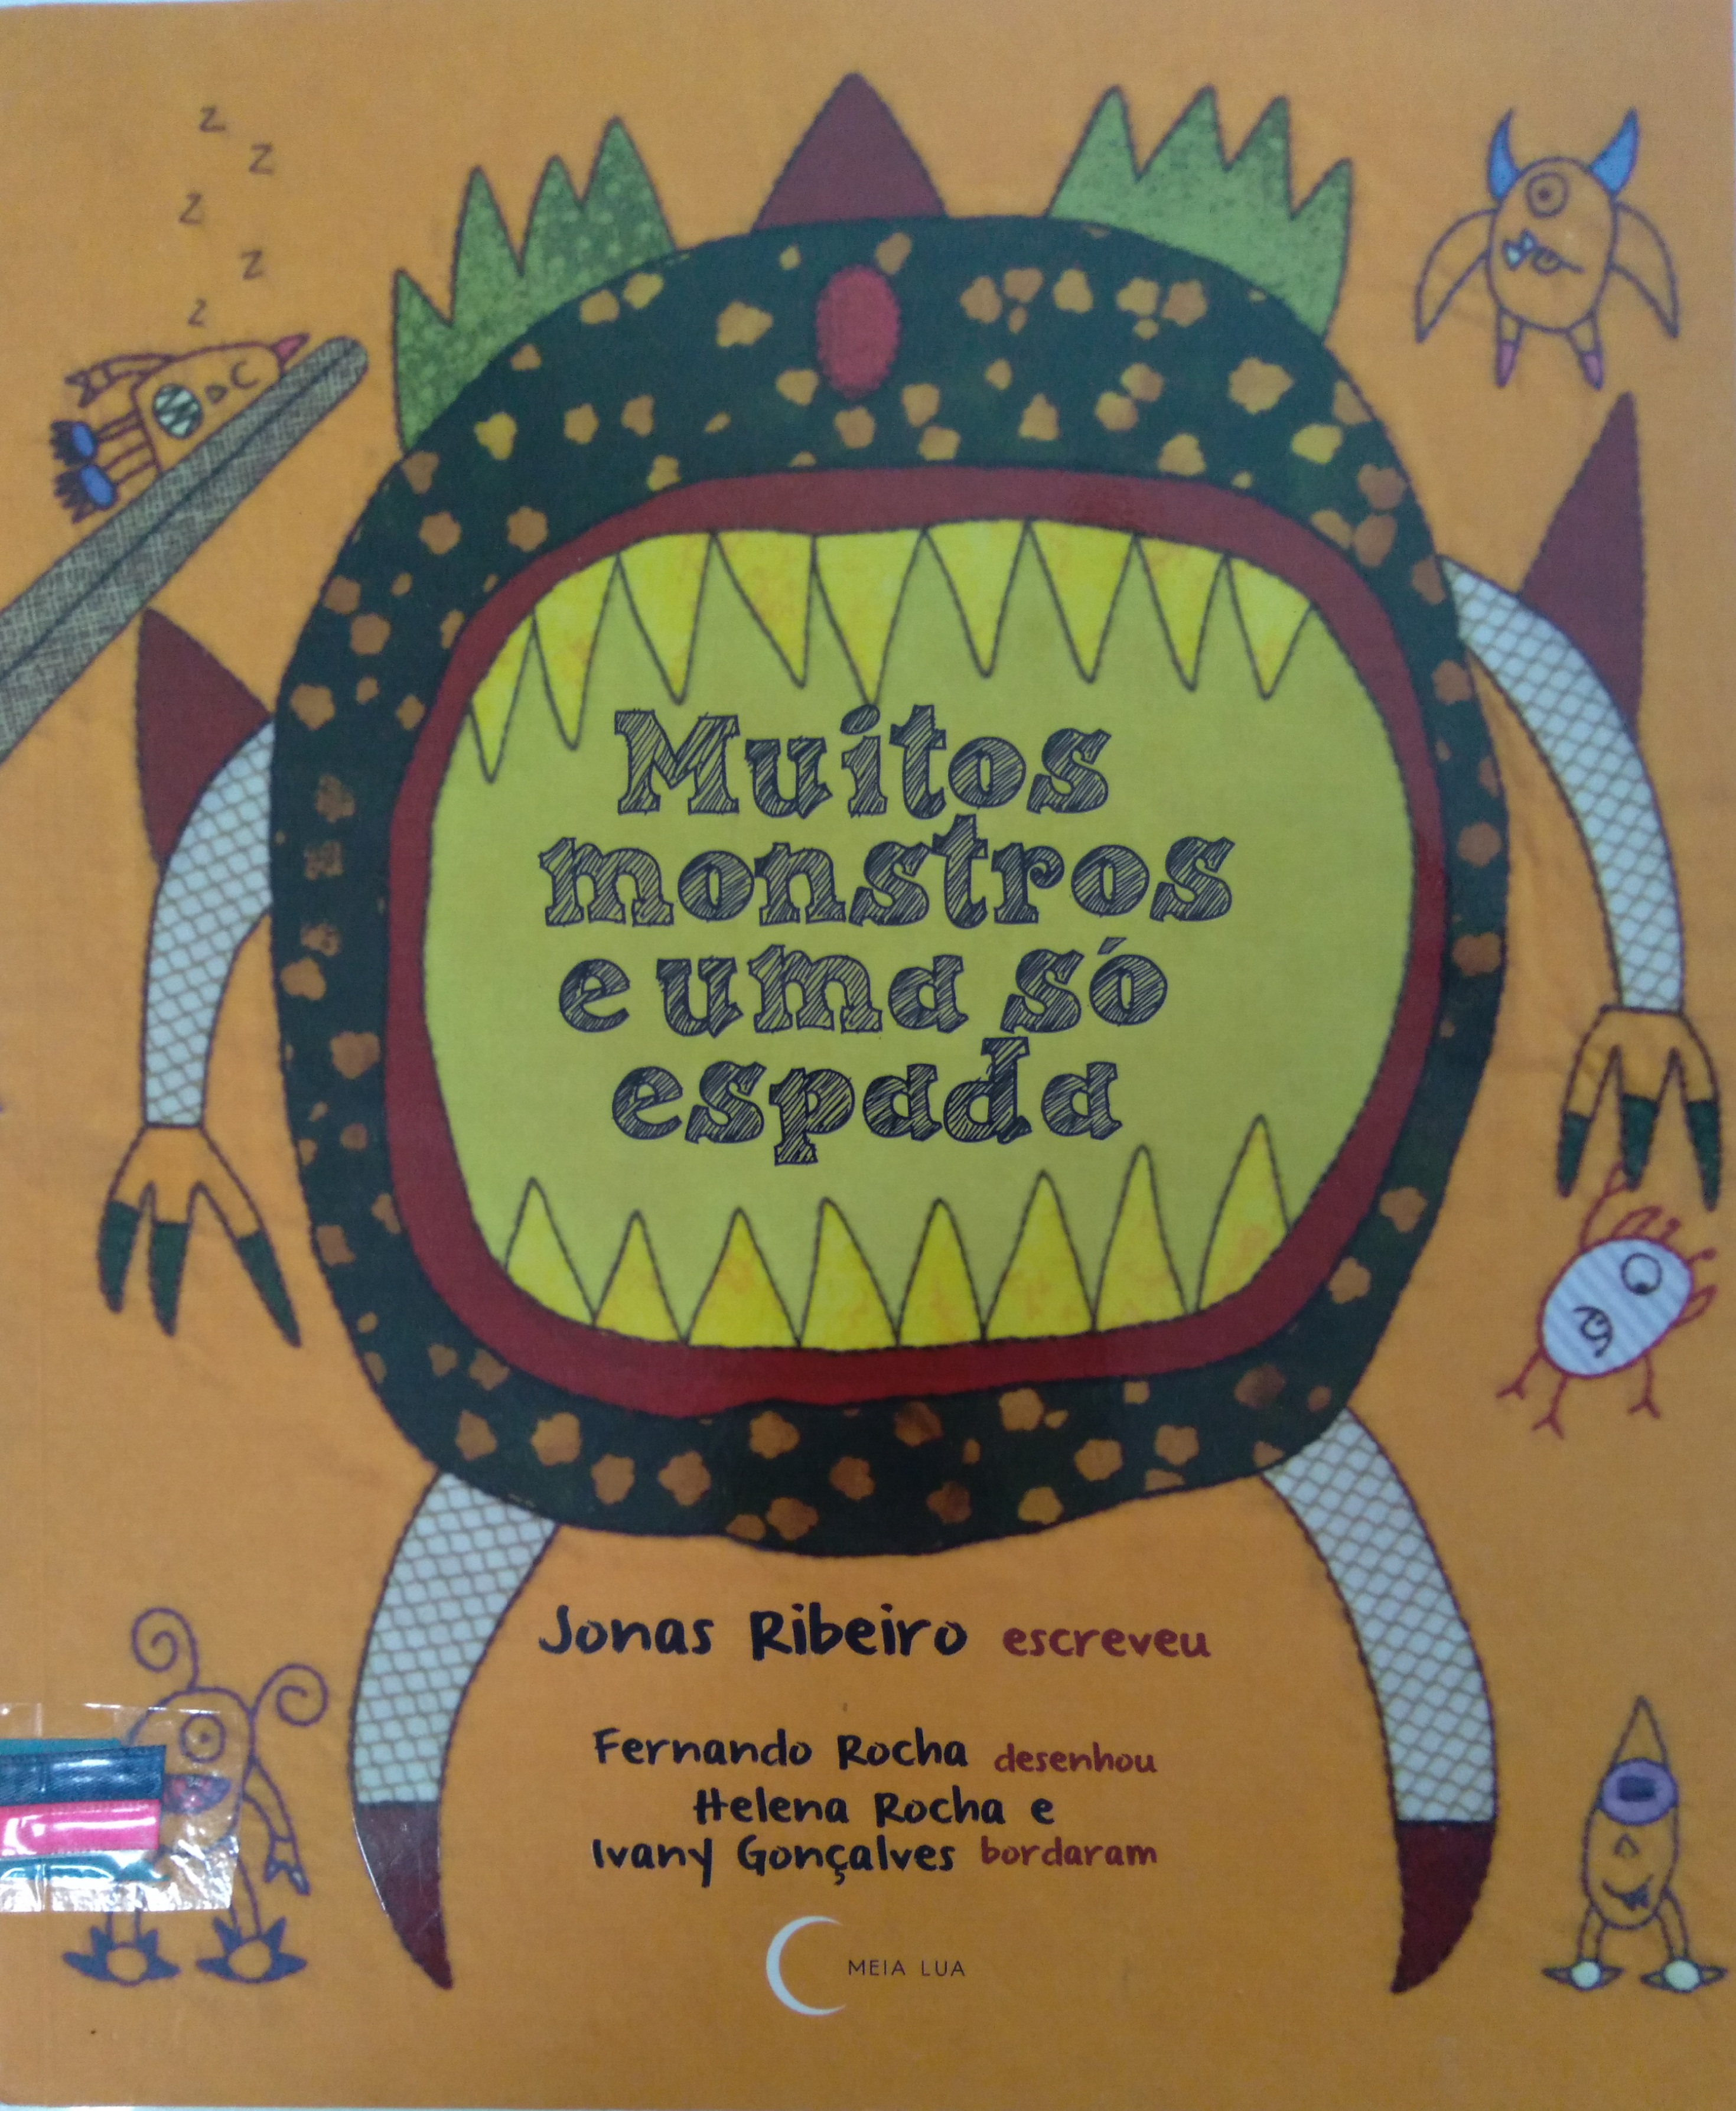 z
z
z
z
z
Muitos
monstros
e uma só
espada
Jonas Ribeiro escreveu
Fernando Rocha desenhou
Helena Rocha e
Ivany Gonçalves bordaram
MEIA LUA